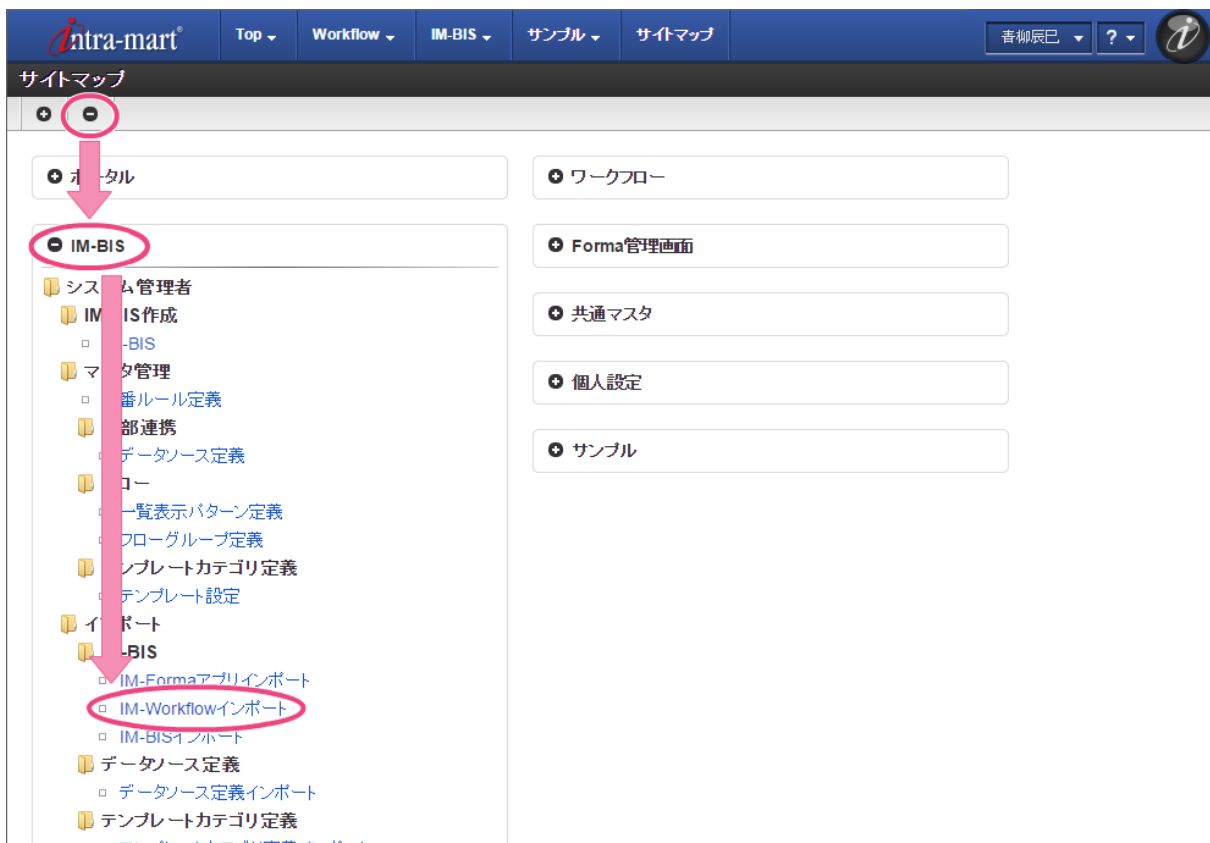 intra-mart®
Top
Workflow
IM-BIS
サンプル
サイトマップ
青柳辰巳
?
サイトマップ
ポータル
IM-BIS
システム管理者
IM-BIS作成
IM-BIS
マスタ管理
番ルール定義
部連携
データソース定義
フロー
一覧表示パターン定義
フローグループ定義
テンプレートカテゴリ定義
テンプレート設定
インポート
IM-BIS
IM-Formaアプリインポート
IM-Workflowインポート
IM-BISインポート
データソース定義
データソース定義インポート
テンプレートカテゴリ定義
ワークフロー
Forma管理画面
共通マスタ
個人設定
サンプル